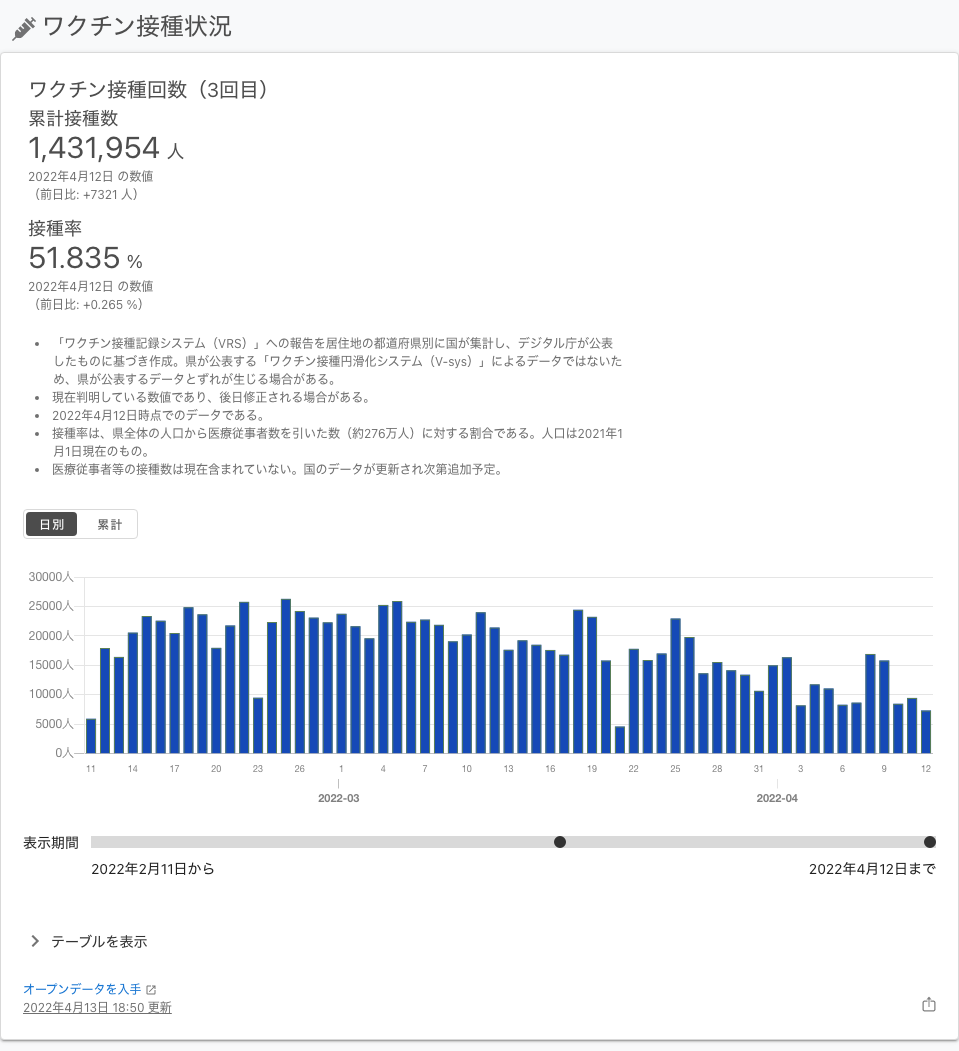 ワクチン接種状況
ワクチン接種回数（3回目）
累計接種数
1,431,954 人
2022年4月12日 の数値
（前日比: +7321 人）
接種率
51.835 %
2022年4月12日 の数値
（前日比: +0.265 %）
• 「ワクチン接種記録システム（VRS）」への報告を居住地の都道府県別に国が集計し、デジタル庁が公表
したものに基づき作成。県が公表する「ワクチン接種円滑化システム（V-sys）」によるデータではないた
め、県が公表するデータとずれが生じる場合がある。
• 現在判明している数値であり、後日修正される場合がある。
• 2022年4月12日時点でのデータである。
• 接種率は、県全体の人口から医療従事者数を引いた数（約276万人）に対する割合である。人口は2021年1
月1日現在のもの。
• 医療従事者等の接種数は現在含まれていない。国のデータが更新され次第追加予定。
日別 累計
30000人
25000人
20000人
15000人
10000人
5000人
0人
11 14 17 20 23 26 1 4 7 10 13 16 19 22 25 28 31 3 6 9 12
2022-03 2022-04
表示期間
2022年2月11日から 2022年4月12日まで
テーブルを表示
オープンデータを入手
2022年4月13日 18:50 更新